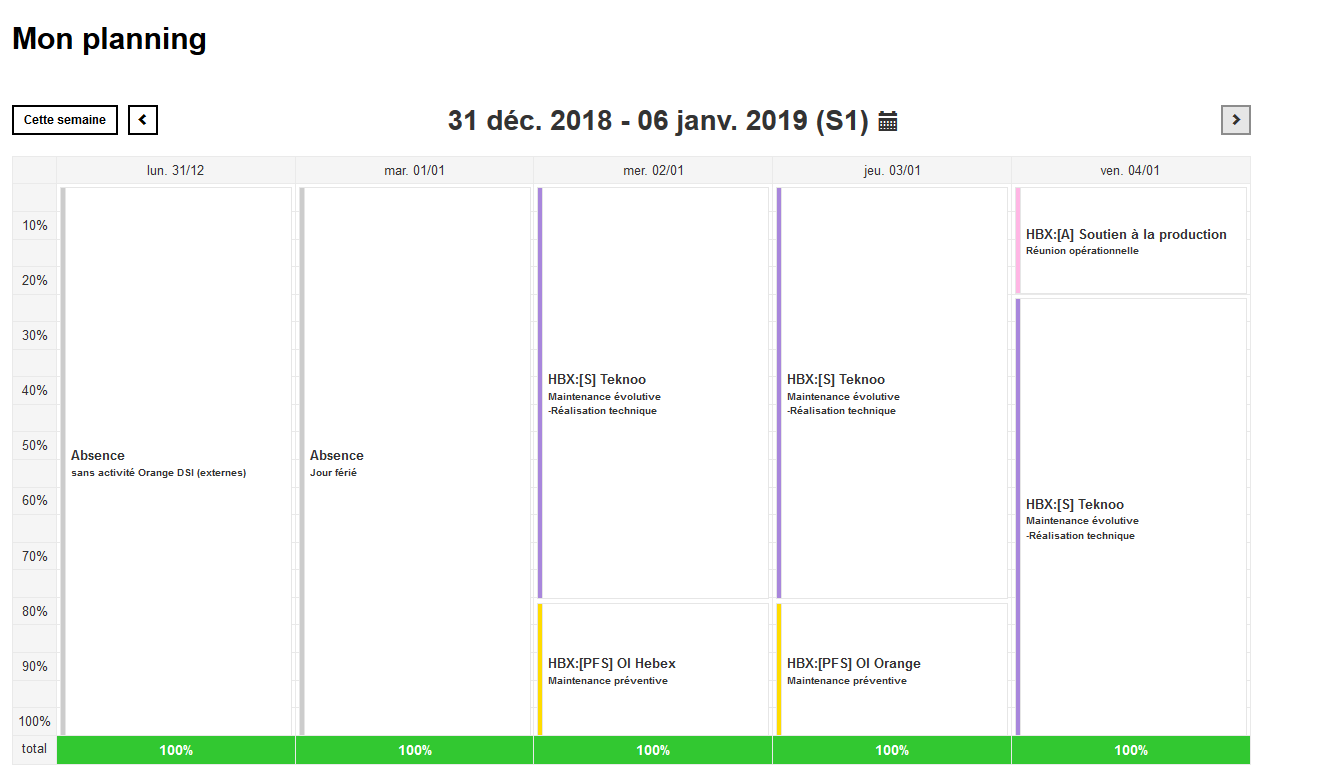 Mon planning
Cette semaine
31 déc. 2018 - 06 janv. 2019 (S1)
lun. 31/12 mar. 01/01 mer. 02/01 jeu. 03/01 ven. 04/01
10%
20%
30%
40%
50%
60%
70%
80%
90%
100%
Absence
sans activité Orange DSI (externes)
Absence
Jour férié
HBX:[S] Teknoo
Maintenance évolutive
-Réalisation technique
HBX:[PFS] OI Hebex
Maintenance préventive
HBX:[S] Teknoo
Maintenance évolutive
-Réalisation technique
HBX:[PFS] OI Orange
Maintenance préventive
HBX:[A] Soutien à la production
Réunion opérationnelle
HBX:[S] Teknoo
Maintenance évolutive
-Réalisation technique
total 100% 100% 100% 100% 100%